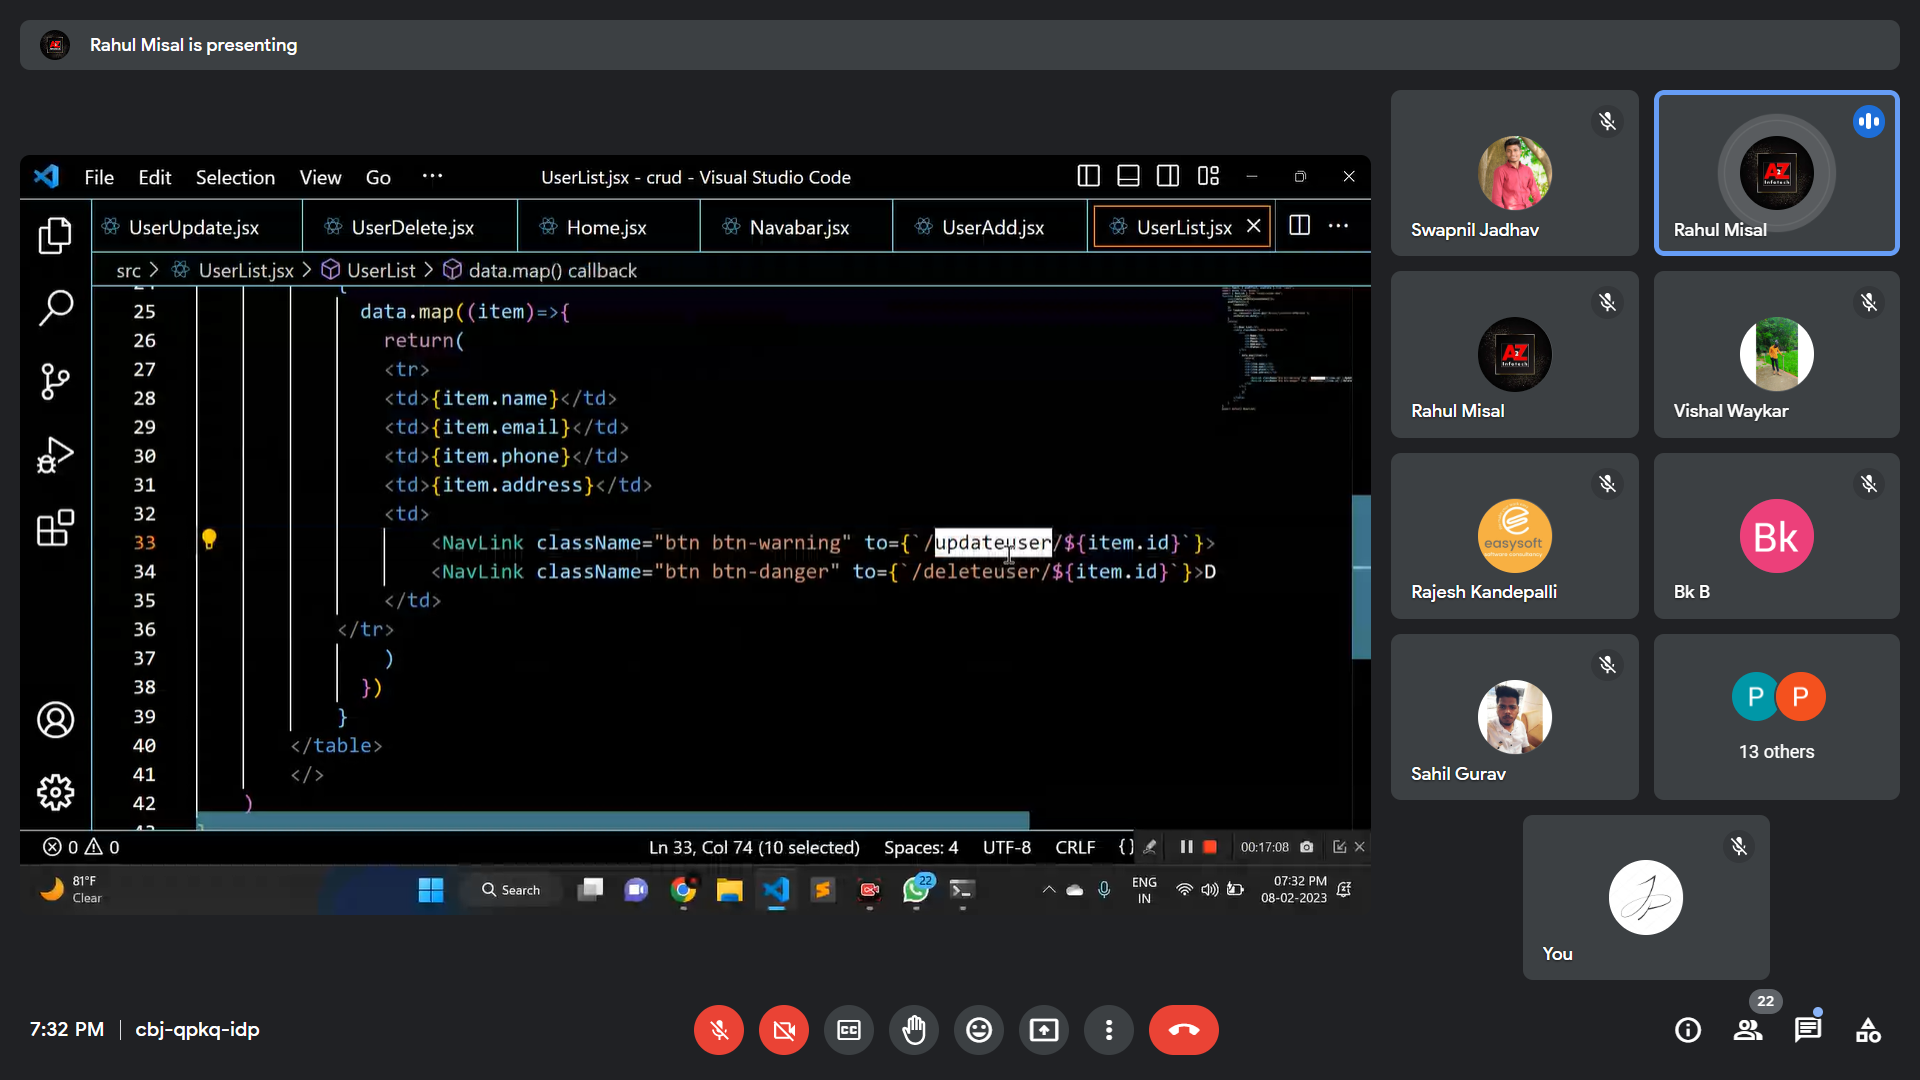 Rahul Misal is presenting
File Edit Selection View Go ··· UserList.jsx - crud - Visual Studio Code
UserUpdate.jsx UserDelete.jsx Home.jsx Navabar.jsx UserAdd.jsx UserList.jsx
src > UserList.jsx > UserList > data.map() callback
25 data.map((item)=>{
26 return(
27 <tr>
28 <td>{item.name}</td>
29 <td>{item.email}</td>
30 <td>{item.phone}</td>
31 <td>{item.address}</td>
32 <td>
33 <NavLink className="btn btn-warning" to={`/updateuser/${item.id}`}>
34 <NavLink className="btn btn-danger" to={`/deleteuser/${item.id}`}>D
35 </td>
36 </tr>
37 )
38 })
39 }
40 </table>
41 </>
42 )
0 0 Ln 33, Col 74 (10 selected) Spaces: 4 UTF-8 CRLF {} 00:17:08
81°F
Clear
Search
22
ENG
IN
07:32 PM
08-02-2023
Swapnil Jadhav
A2Z
Infotech
Rahul Misal
A2Z
Infotech
Rahul Misal
Vishal Waykar
easysoft
Rajesh Kandepalli
Bk
Bk B
Sahil Gurav
P P
13 others
You
7:32 PM | cbj-qpkq-idp
CC
22